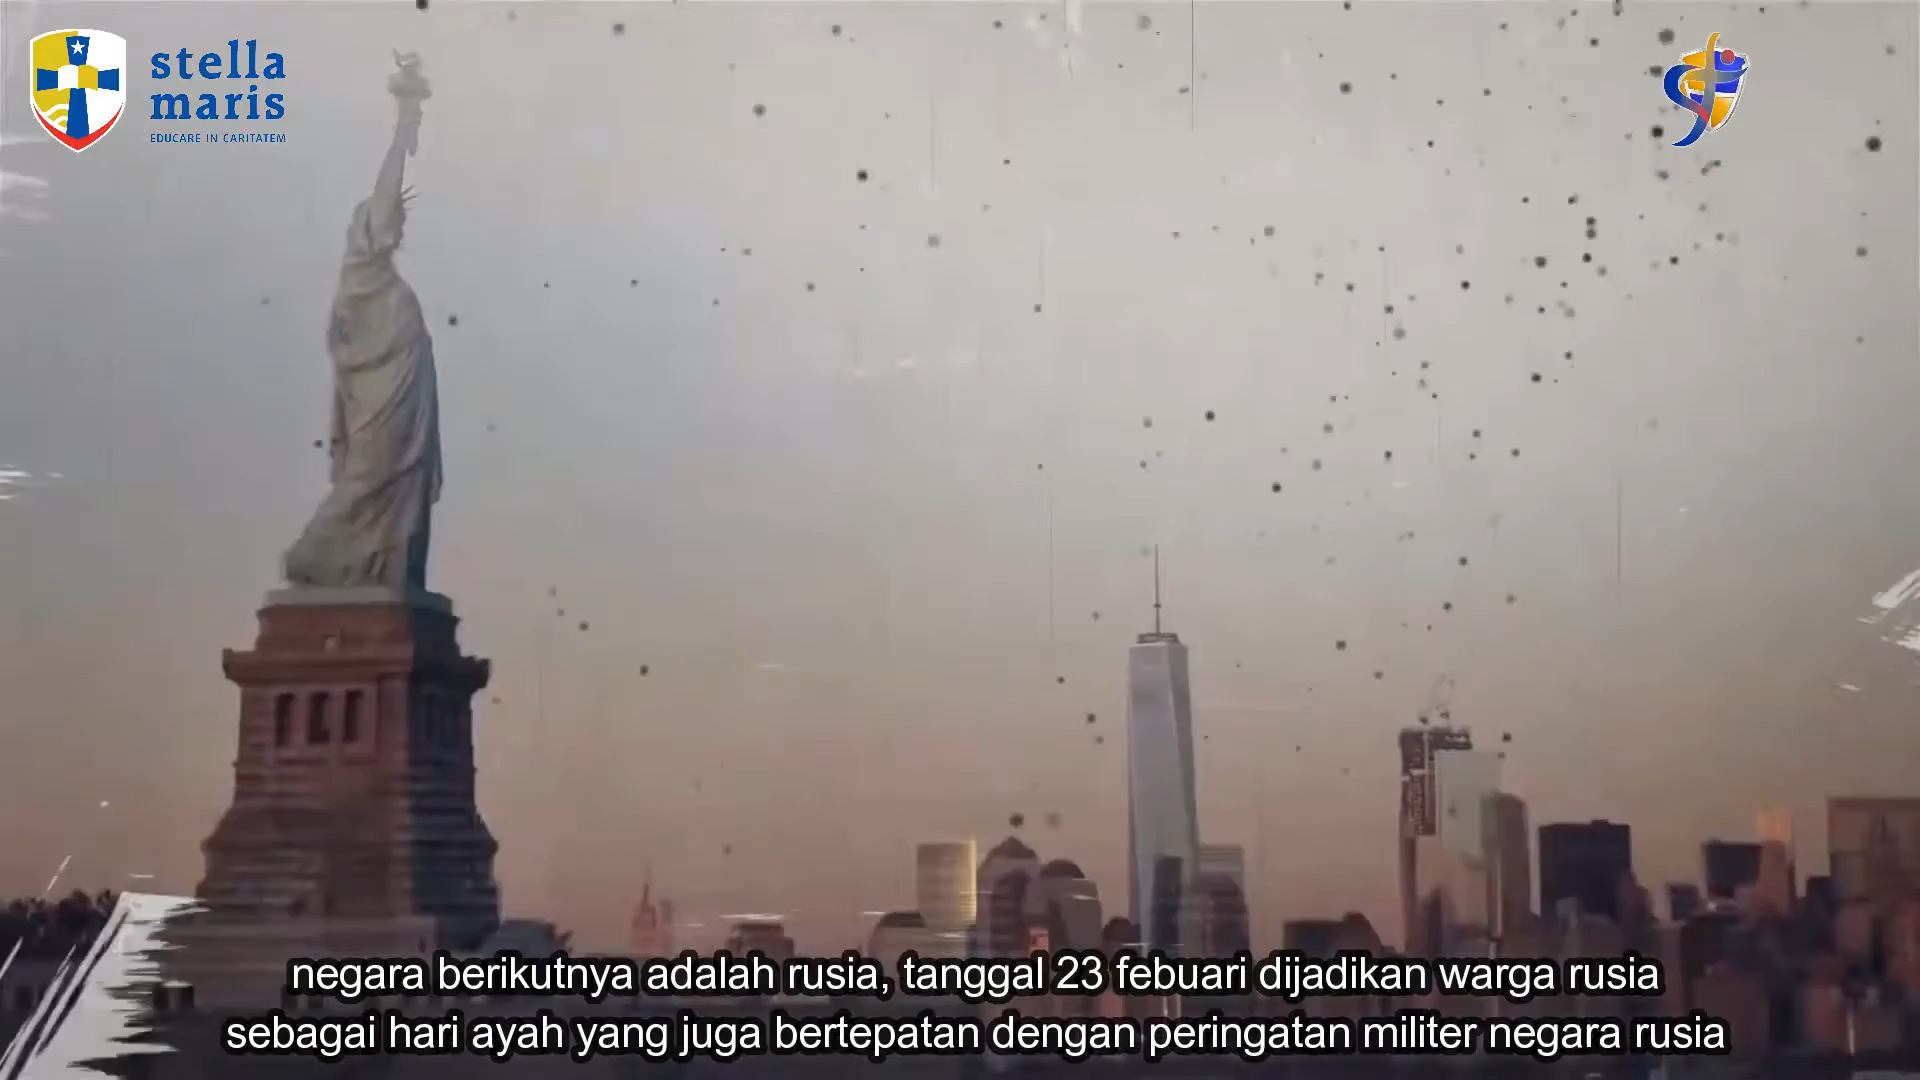 stella
maris
EDUCARE IN CARITATEM
negara berikutnya adalah rusia, tanggal 23 febuari dijadikan warga rusia
sebagai hari ayah yang juga bertepatan dengan peringatan militer negara rusia